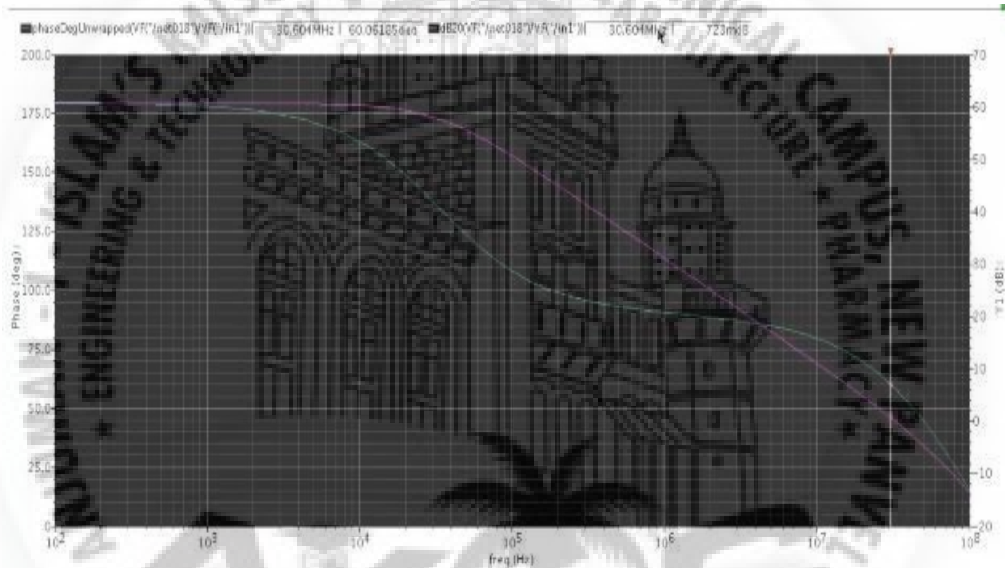 phaseDegUnwrapped(VF("/net018")/VF("/in1")) 30.604MHz 60.06185deg dB20(VF("/net018")/VF("/in1")) 30.604MHz 723mdB
200.0 70
175.0 60
150.0 50
125.0 40
100.0 30
75.0 20
50.0 10
25.0 0
0 -10
-20
Phase (deg)
Y1 (dB)
10² 10³ 10⁴ 10⁵ 10⁶ 10⁷ 10⁸
freq (Hz)
ISLAM'S
CAMPUS, NEW PANVEL
ENGINEERING & TECHNOLOGY
ARCHITECTURE ★ PHARMACY ★